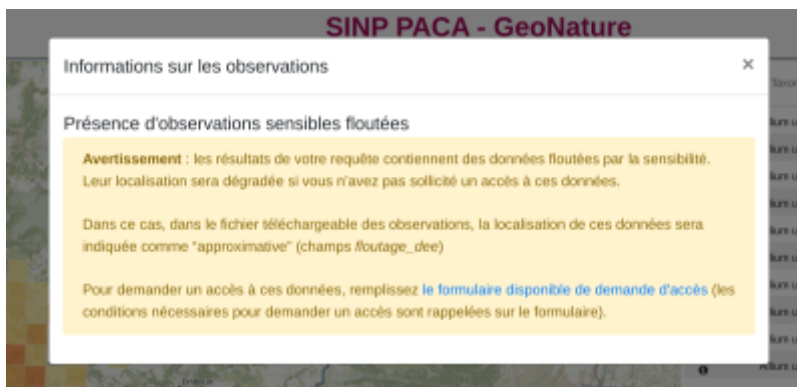 SINP PACA - GeoNature
Informations sur les observations
×
Présence d'observations sensibles floutées
Avertissement : les résultats de votre requête contiennent des données floutées par la sensibilité.
Leur localisation sera dégradée si vous n'avez pas sollicité un accès à ces données.
Dans ce cas, dans le fichier téléchargeable des observations, la localisation de ces données sera
indiquée comme "approximative" (champs floutage_dee)
Pour demander un accès à ces données, remplissez le formulaire disponible de demande d'accès (les
conditions nécessaires pour demander un accès sont rappelées sur le formulaire).